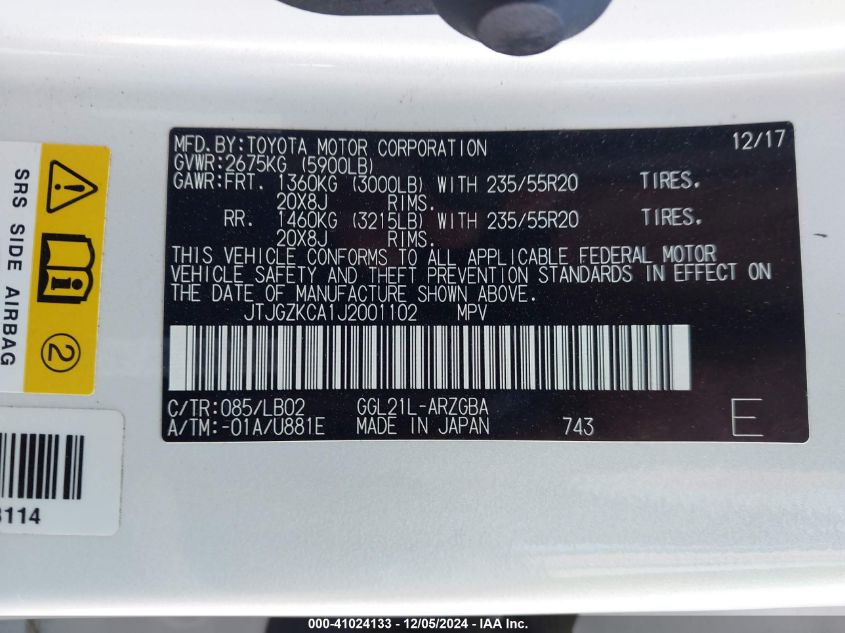 MFD.BY:TOYOTA MOTOR CORPORATION 12/17
GVWR:2675KG (5900LB)
GAWR:FRT. 1360KG (3000LB) WITH 235/55R20 TIRES.
20X8J RIMS.
RR. 1460KG (3215LB) WITH 235/55R20 TIRES.
20X8J RIMS.
THIS VEHICLE CONFORMS TO ALL APPLICABLE FEDERAL MOTOR
VEHICLE SAFETY AND THEFT PREVENTION STANDARDS IN EFFECT ON
THE DATE OF MANUFACTURE SHOWN ABOVE.
JTJGZKCA1J2001102 MPV
C/TR:085/LB02 GGL21L-ARZGBA
A/TM:-01A/U881E MADE IN JAPAN 743 E
SRS SIDE AIRBAG
2
114
000-41024133 - 12/05/2024 - IAA Inc.